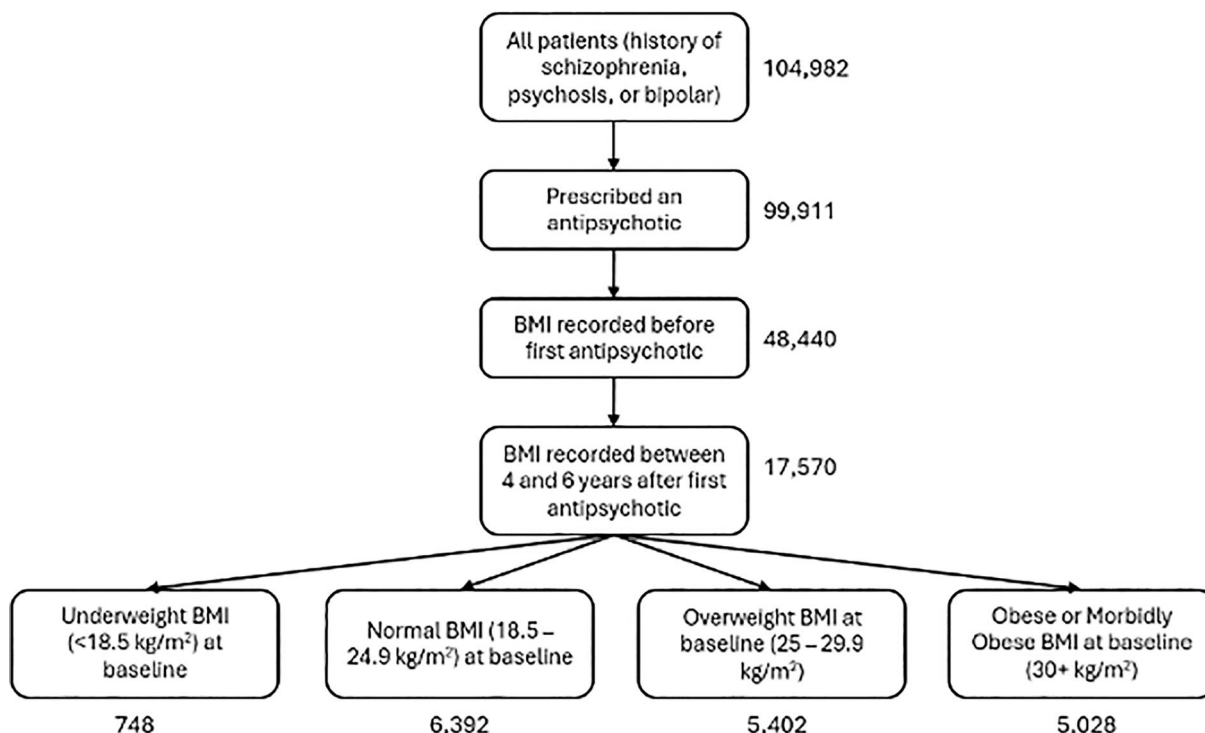 All patients (history of
schizophrenia,
psychosis, or bipolar)
104,982
Prescribed an
antipsychotic
99,911
BMI recorded before
first antipsychotic
48,440
BMI recorded between
4 and 6 years after first
antipsychotic
17,570
Underweight BMI
(<18.5 kg/m²) at
baseline
748
Normal BMI (18.5 –
24.9 kg/m²) at baseline
6,392
Overweight BMI at
baseline (25 – 29.9
kg/m²)
5,402
Obese or Morbidly
Obese BMI at baseline
(30+ kg/m²)
5,028